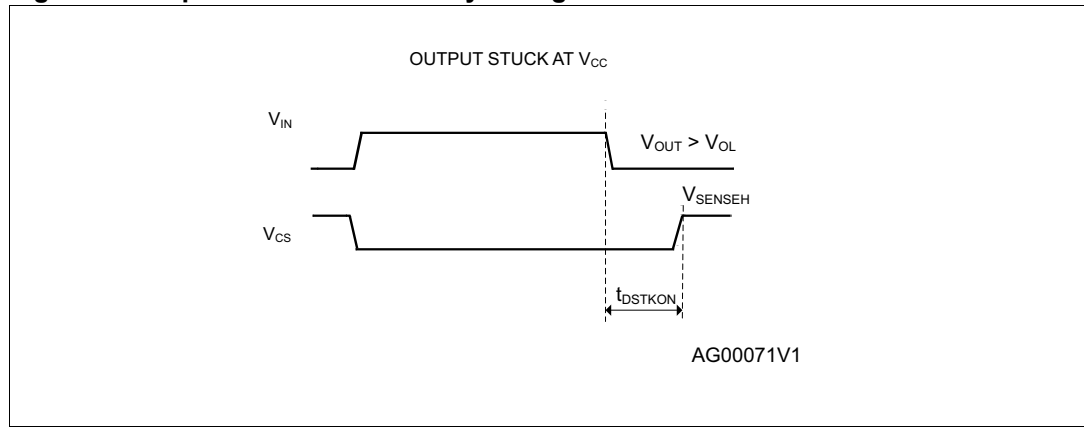 OUTPUT STUCK AT VCC
VIN
VOUT > VOL
VSENSEH
VCS
tDSTKON
AG00071V1